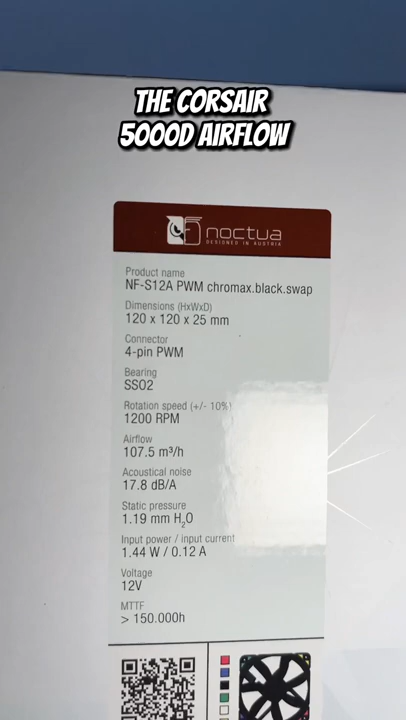 THE CORSAIR
5000D AIRFLOW
noctua
DESIGNED IN AUSTRIA
Product name
NF-S12A PWM chromax.black.swap
Dimensions (HxWxD)
120 x 120 x 25 mm
Connector
4-pin PWM
Bearing
SSO2
Rotation speed (+/- 10%)
1200 RPM
Airflow
107.5 m³/h
Acoustical noise
17.8 dB/A
Static pressure
1.19 mm H₂O
Input power / input current
1.44 W / 0.12 A
Voltage
12V
MTTF
> 150.000h